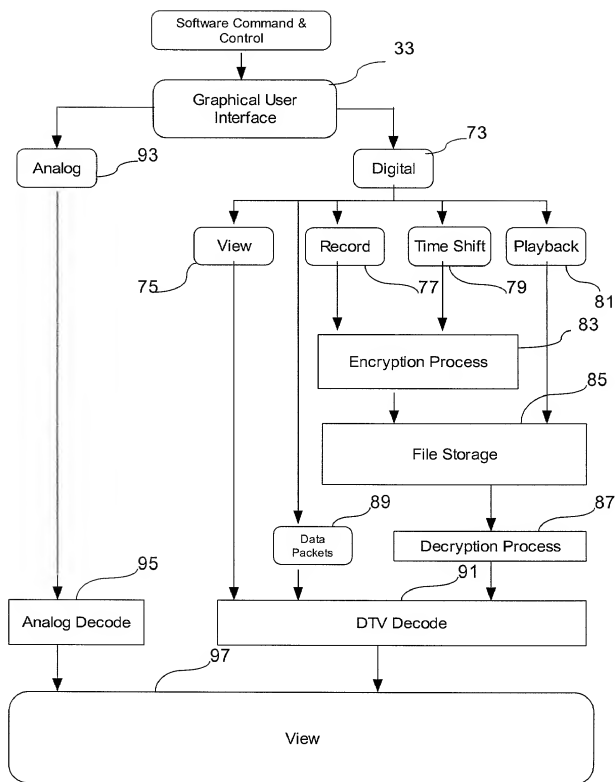 Software Command &
Control
33
Graphical User
Interface
93
73
Analog
Digital
View
Record
Time Shift
Playback
75
77
79
81
83
Encryption Process
85
File Storage
89
87
Data
Packets
Decryption Process
95
91
Analog Decode
DTV Decode
97
View